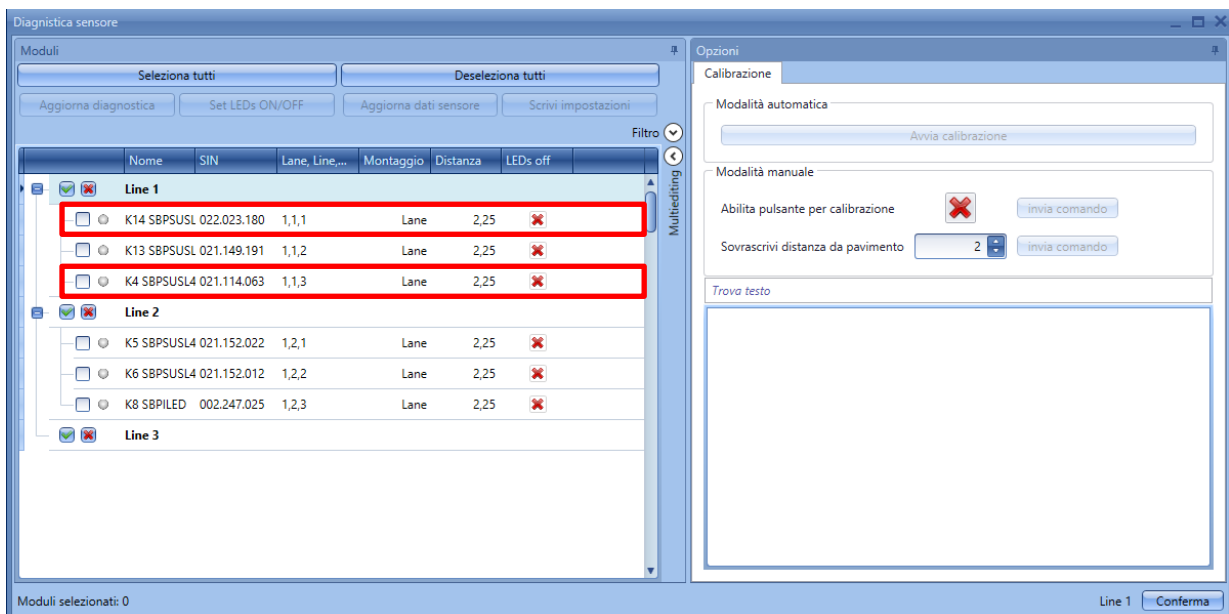 Diagnistica sensore
Moduli
Seleziona tutti
Deseleziona tutti
Aggiorna diagnostica
Set LEDs ON/OFF
Aggiorna dati sensore
Scrivi impostazioni
Filtro
Nome SIN Lane, Line,... Montaggio Distanza LEDs off
Line 1
K14 SBPSUSL 022.023.180 1,1,1 Lane 2,25
K13 SBPSUSL 021.149.191 1,1,2 Lane 2,25
K4 SBPSUSL4 021.114.063 1,1,3 Lane 2,25
Line 2
K5 SBPSUSL4 021.152.022 1,2,1 Lane 2,25
K6 SBPSUSL4 021.152.012 1,2,2 Lane 2,25
K8 SBPILED 002.247.025 1,2,3 Lane 2,25
Line 3
Multiediting
Moduli selezionati: 0
Opzioni
Calibrazione
Modalità automatica
Avvia calibrazione
Modalità manuale
Abilita pulsante per calibrazione invia comando
Sovrascrivi distanza da pavimento 2 invia comando
Trova testo
Line 1 Conferma